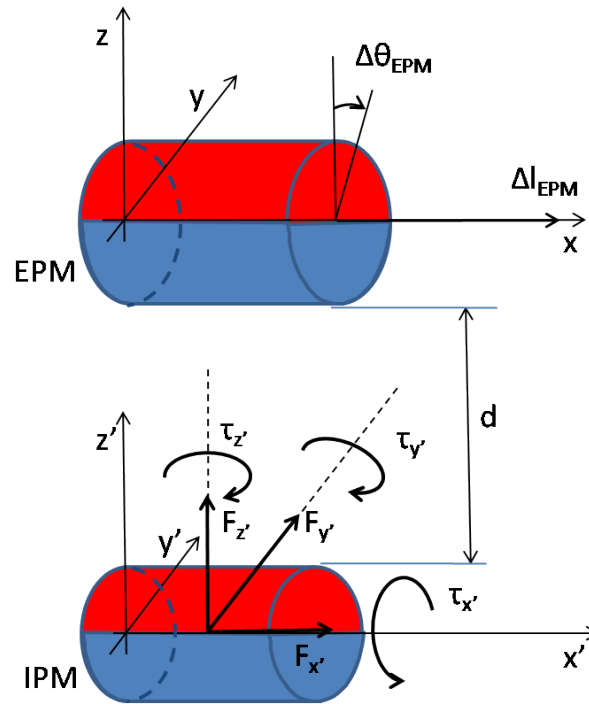 z
y
ΔθEPM
ΔlEPM
x
EPM
d
z'
τz'
τy'
y'
Fz'
Fy'
τx'
Fx'
x'
IPM